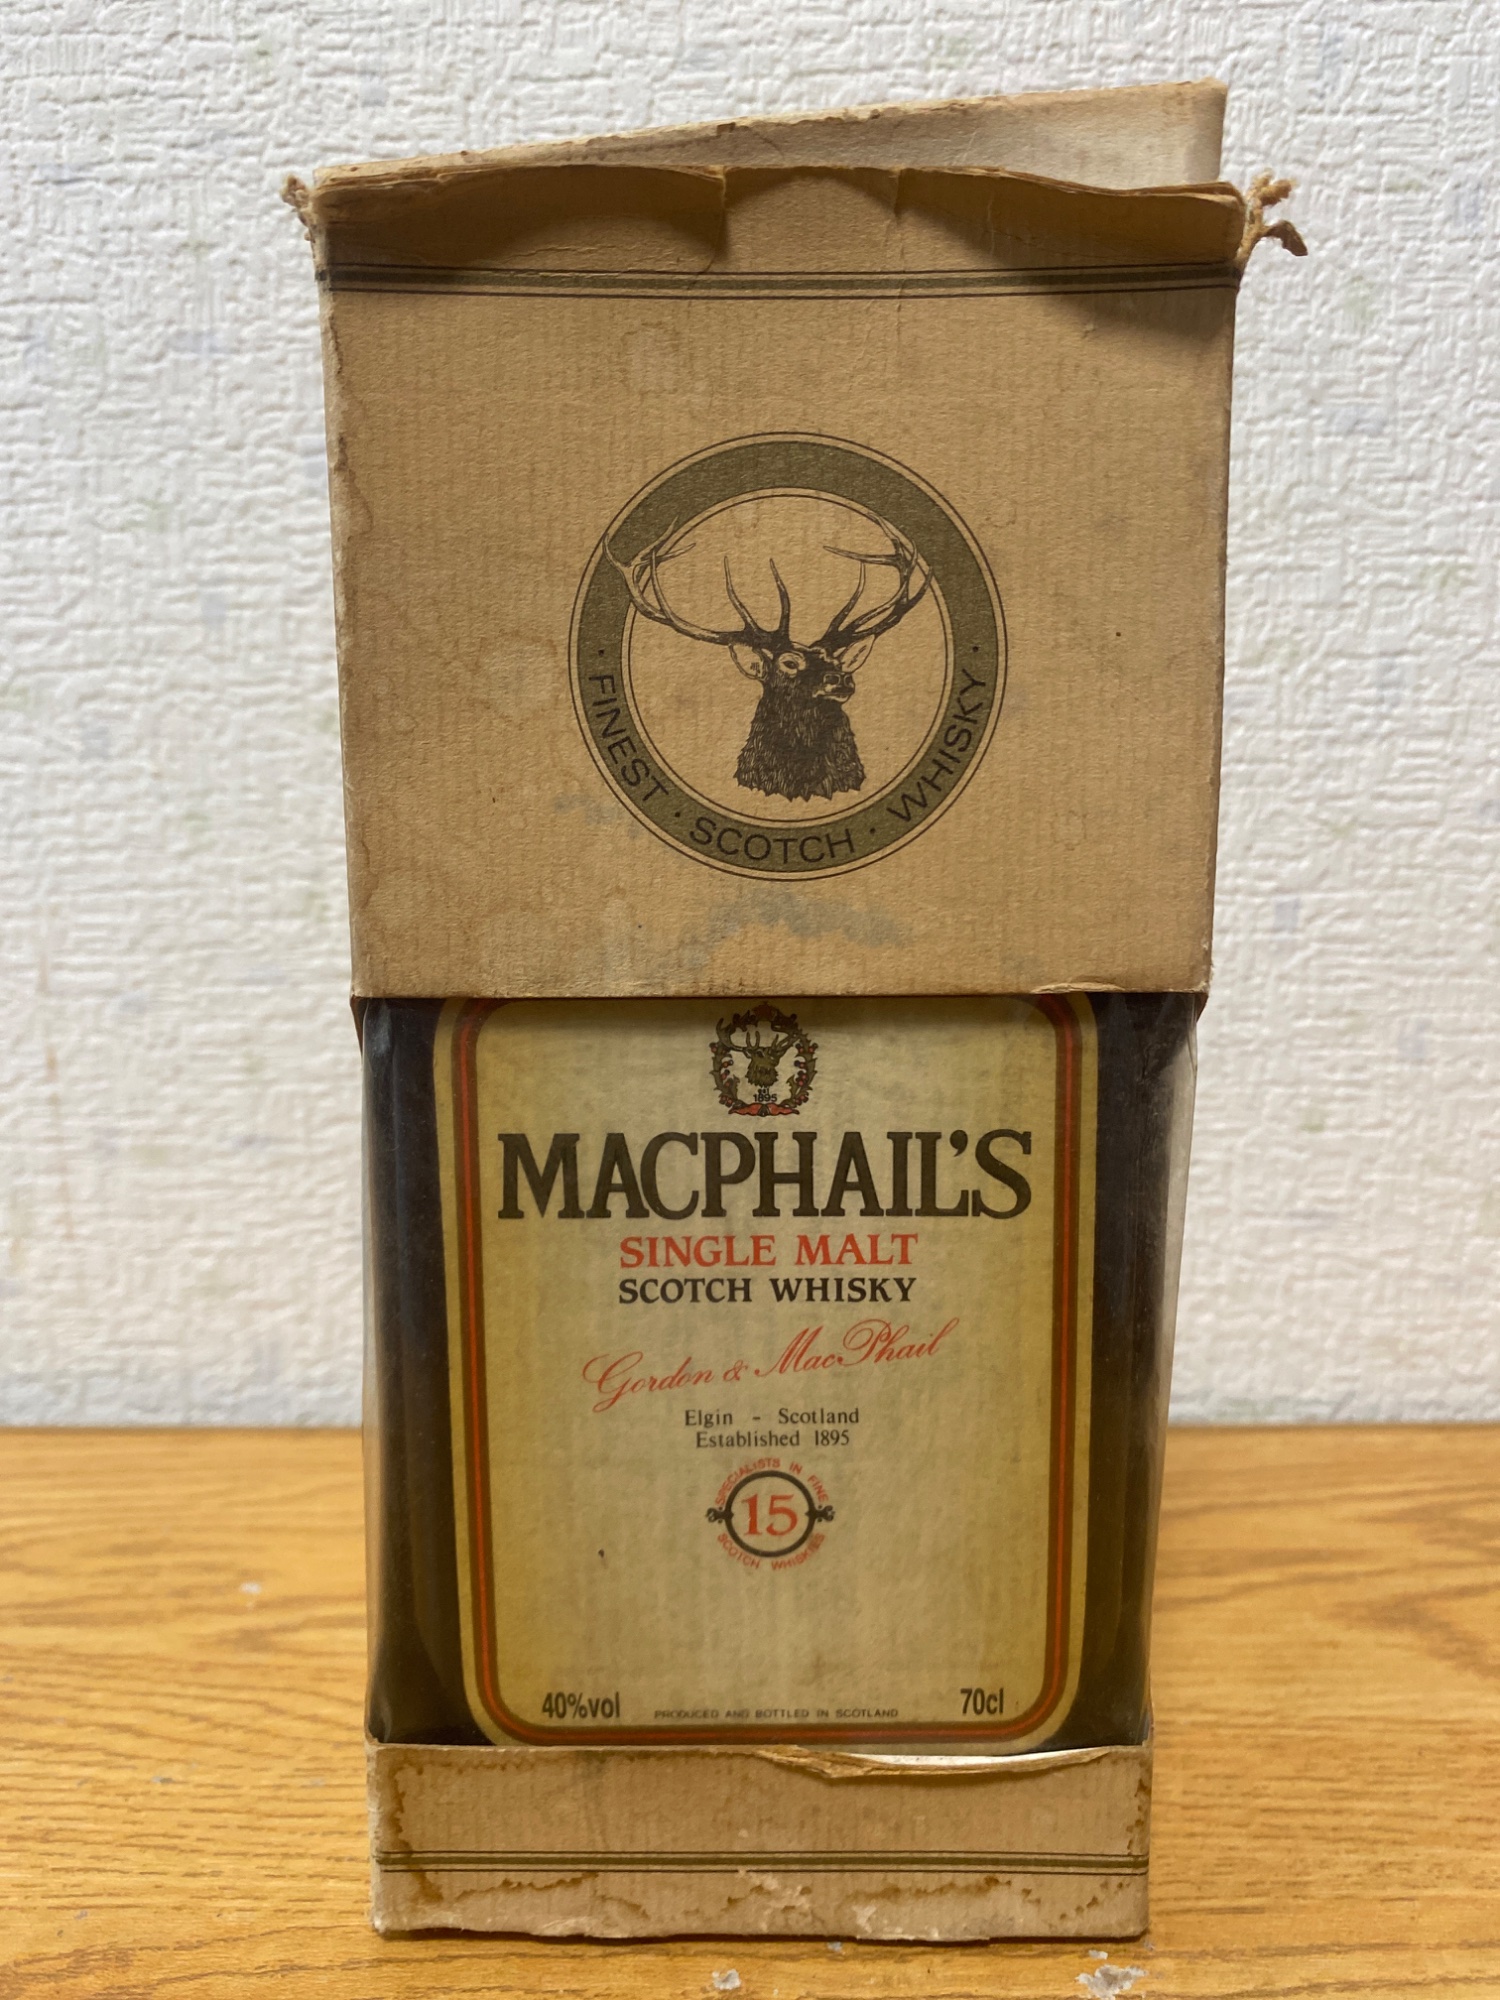 · FINEST · SCOTCH · WHISKY ·
est
1895
MACPHAIL'S
SINGLE MALT
SCOTCH WHISKY
Gordon & MacPhail
Elgin - Scotland
Established 1895
SPECIALISTS IN FINE
15
SCOTCH WHISKIES
40%vol PRODUCED AND BOTTLED IN SCOTLAND 70cl